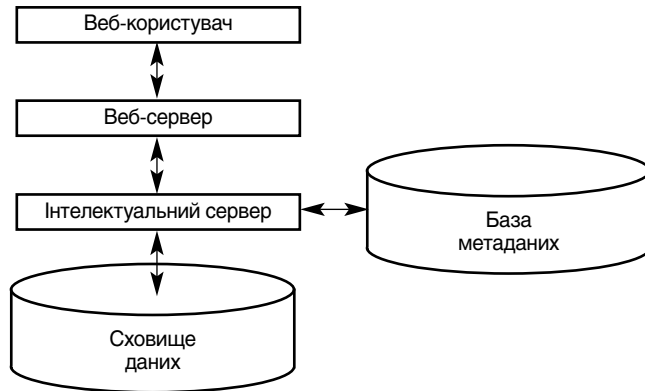 Веб-користувач
Веб-сервер
Інтелектуальний сервер
База
метаданих
Сховище
даних